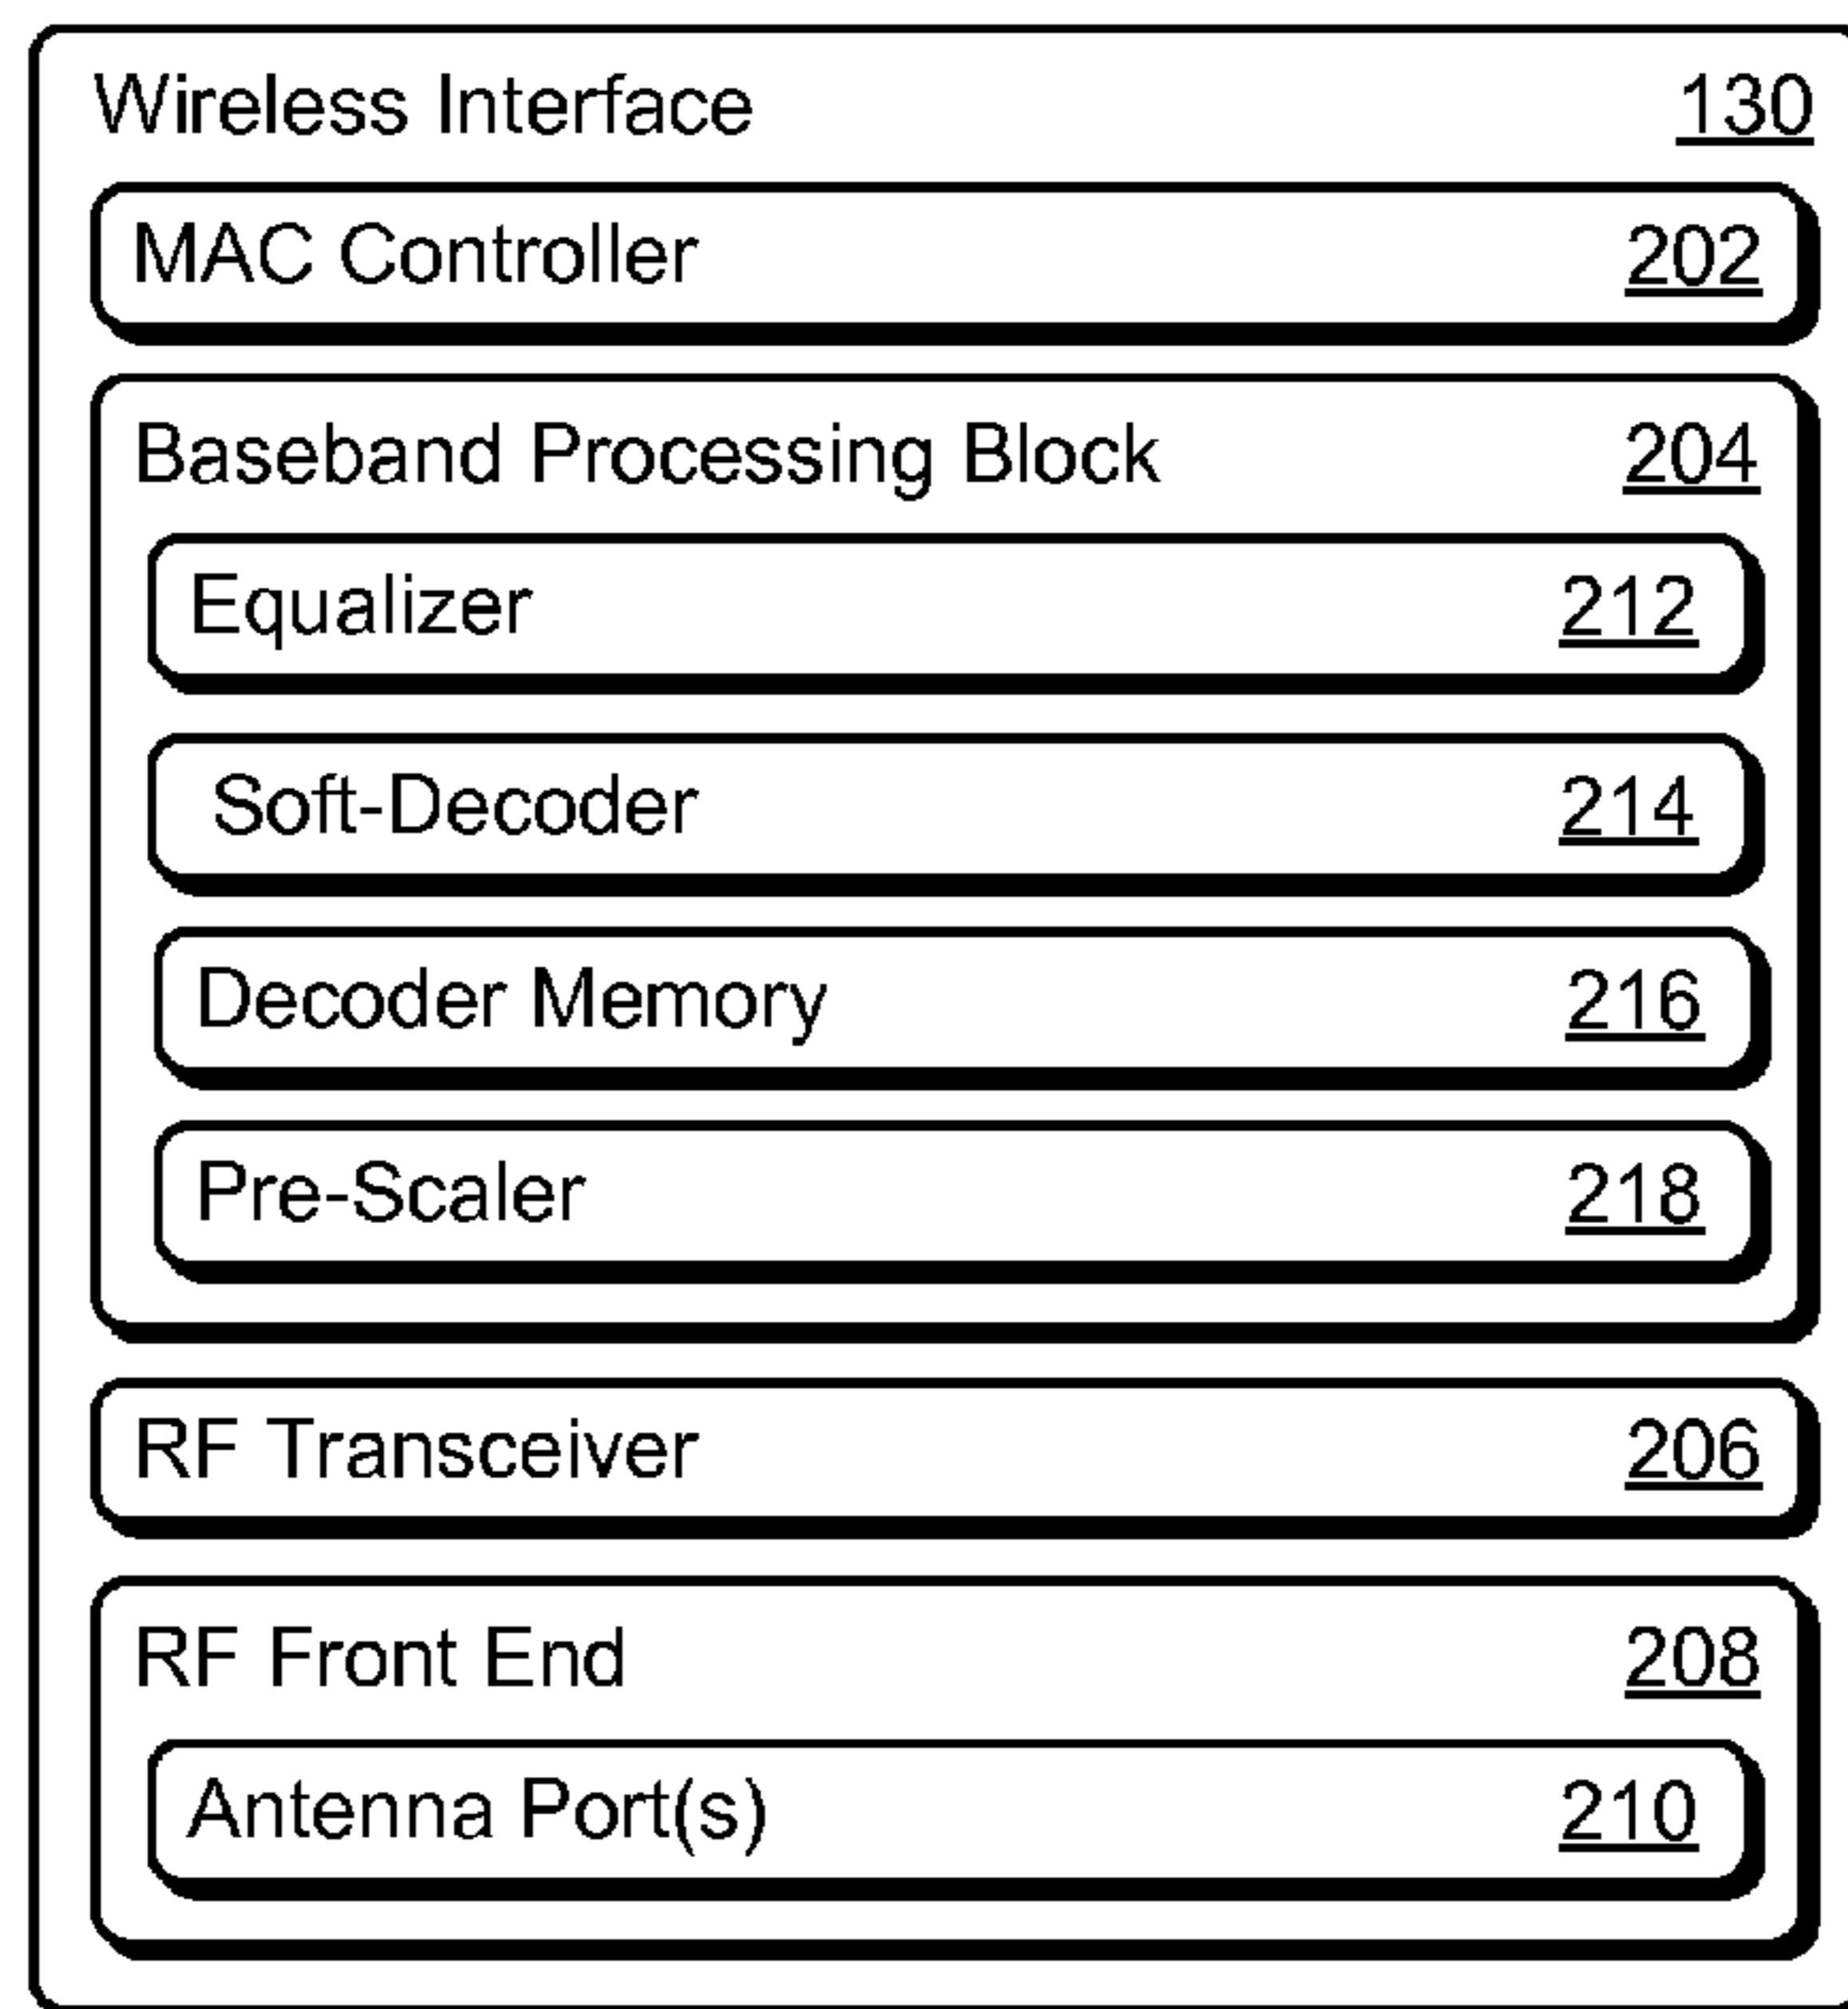 Wireless Interface 130
MAC Controller 202
Baseband Processing Block 204
Equalizer 212
Soft-Decoder 214
Decoder Memory 216
Pre-Scaler 218
RF Transceiver 206
RF Front End 208
Antenna Port(s) 210